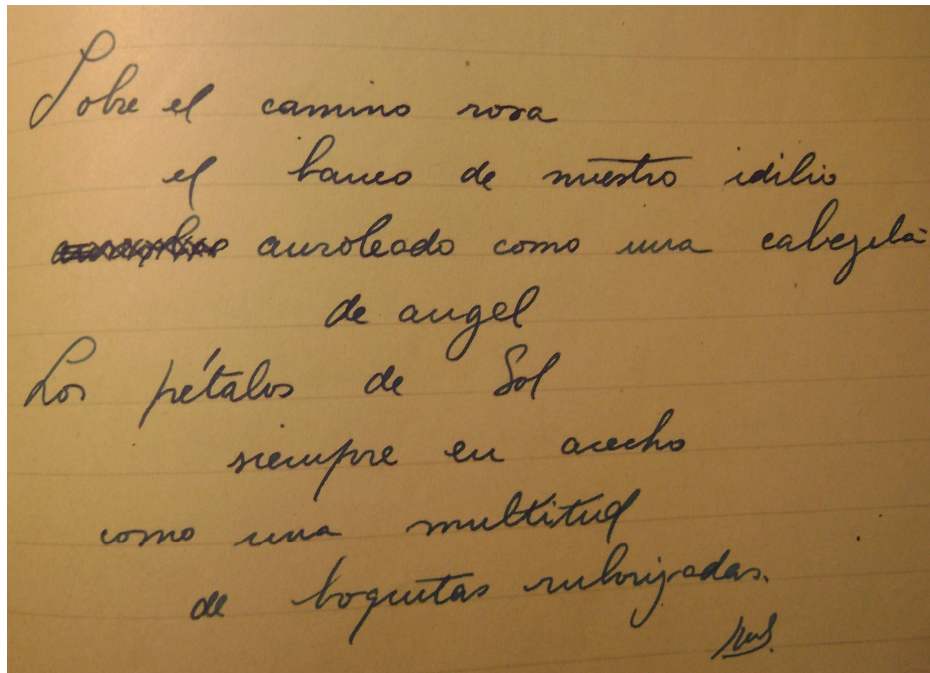 Sobre el camino rosa
el banco de nuestro idilio
auroleado como una cabezita
de angel
Los pétalos de Sol
siempre en acecho
como una multitud
de boquitas ruborizadas.